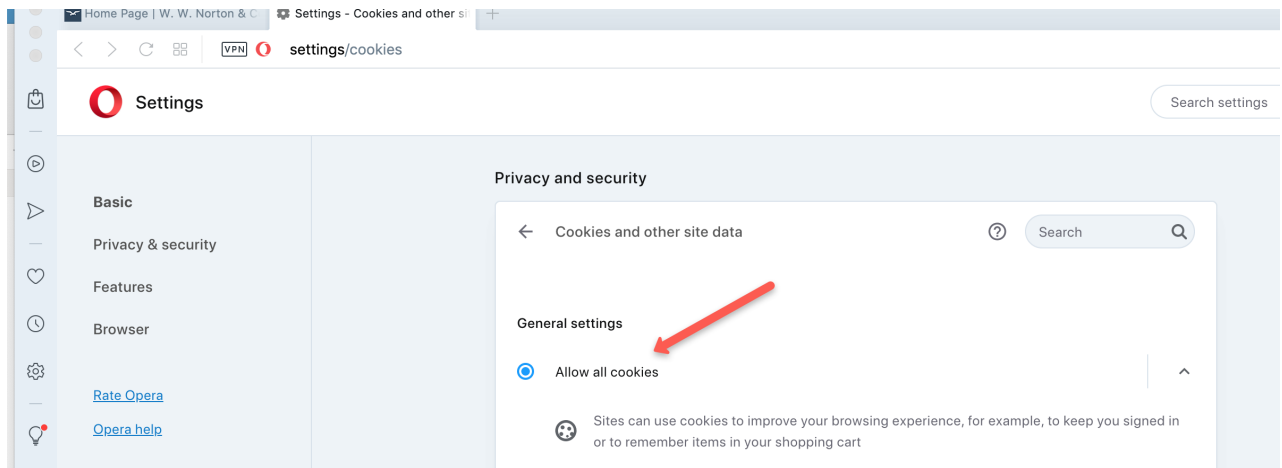 Home Page | W. W. Norton & C
Settings - Cookies and other si
VPN
settings/cookies
Settings
Search settings
Basic
Privacy & security
Features
Browser
Rate Opera
Opera help
Privacy and security
Cookies and other site data
Search
General settings
Allow all cookies
Sites can use cookies to improve your browsing experience, for example, to keep you signed in
or to remember items in your shopping cart